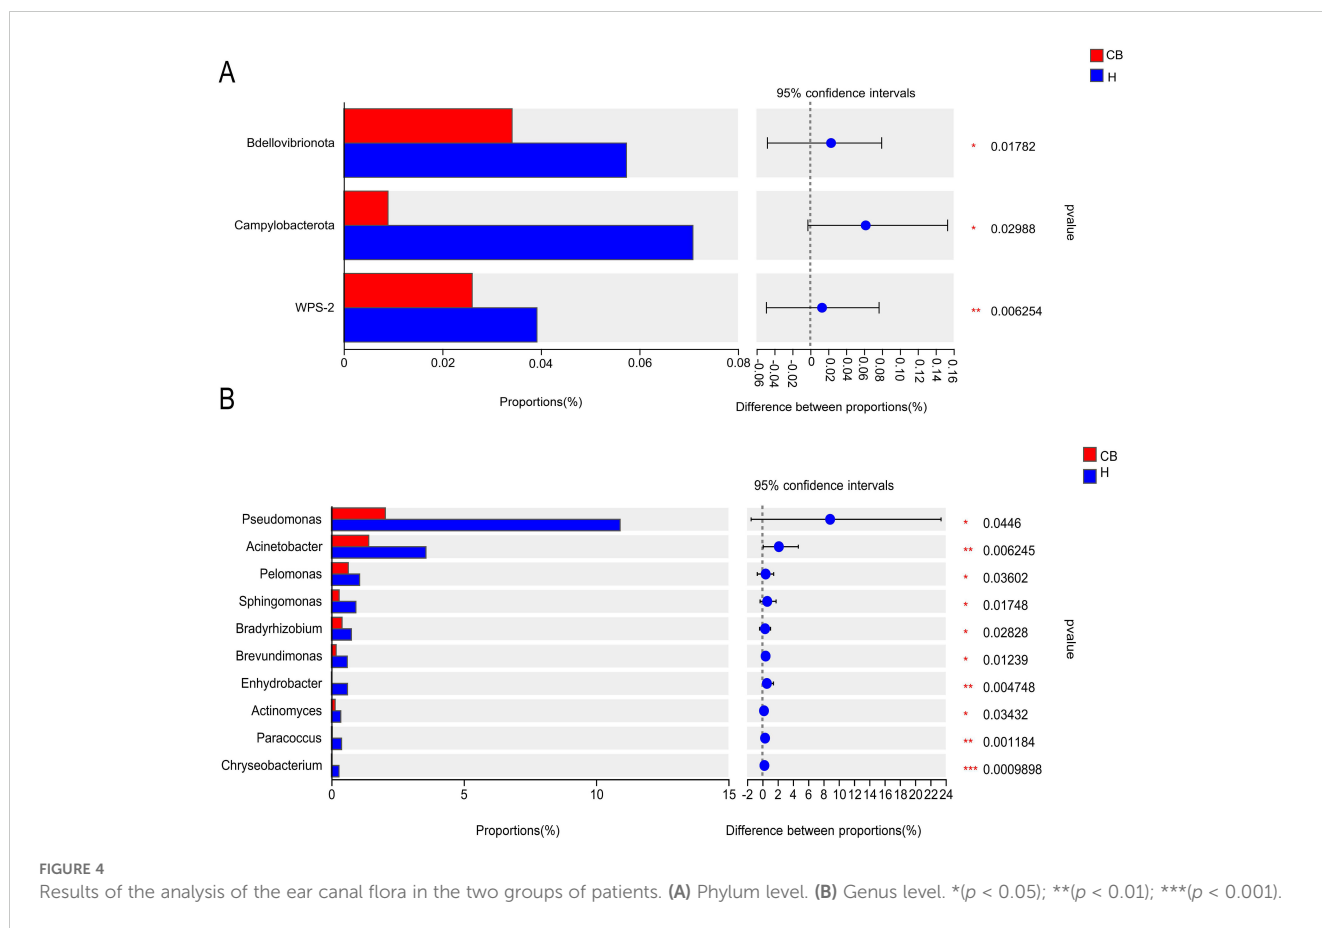 A
CB
H
95% confidence intervals
Bdellovibrionota
* 0.01782
Campylobacterota
* 0.02988
WPS-2
** 0.006254
pvalue
0 0.02 0.04 0.06 0.08
-0.06 -0.04 -0.02 0 0.02 0.04 0.06 0.08 0.10 0.12 0.14 0.16
Proportions(%)
Difference between proportions(%)
B
CB
H
95% confidence intervals
Pseudomonas
* 0.0446
Acinetobacter
** 0.006245
Pelomonas
* 0.03602
Sphingomonas
* 0.01748
Bradyrhizobium
* 0.02828
Brevundimonas
* 0.01239
Enhydrobacter
** 0.004748
Actinomyces
* 0.03432
Paracoccus
** 0.001184
Chryseobacterium
*** 0.0009898
pvalue
0 5 10 15
-2 0 2 4 6 8 10 12 14 16 18 20 22 24
Proportions(%)
Difference between proportions(%)
FIGURE 4
Results of the analysis of the ear canal flora in the two groups of patients. (A) Phylum level. (B) Genus level. *(p < 0.05); **(p < 0.01); ***(p < 0.001).